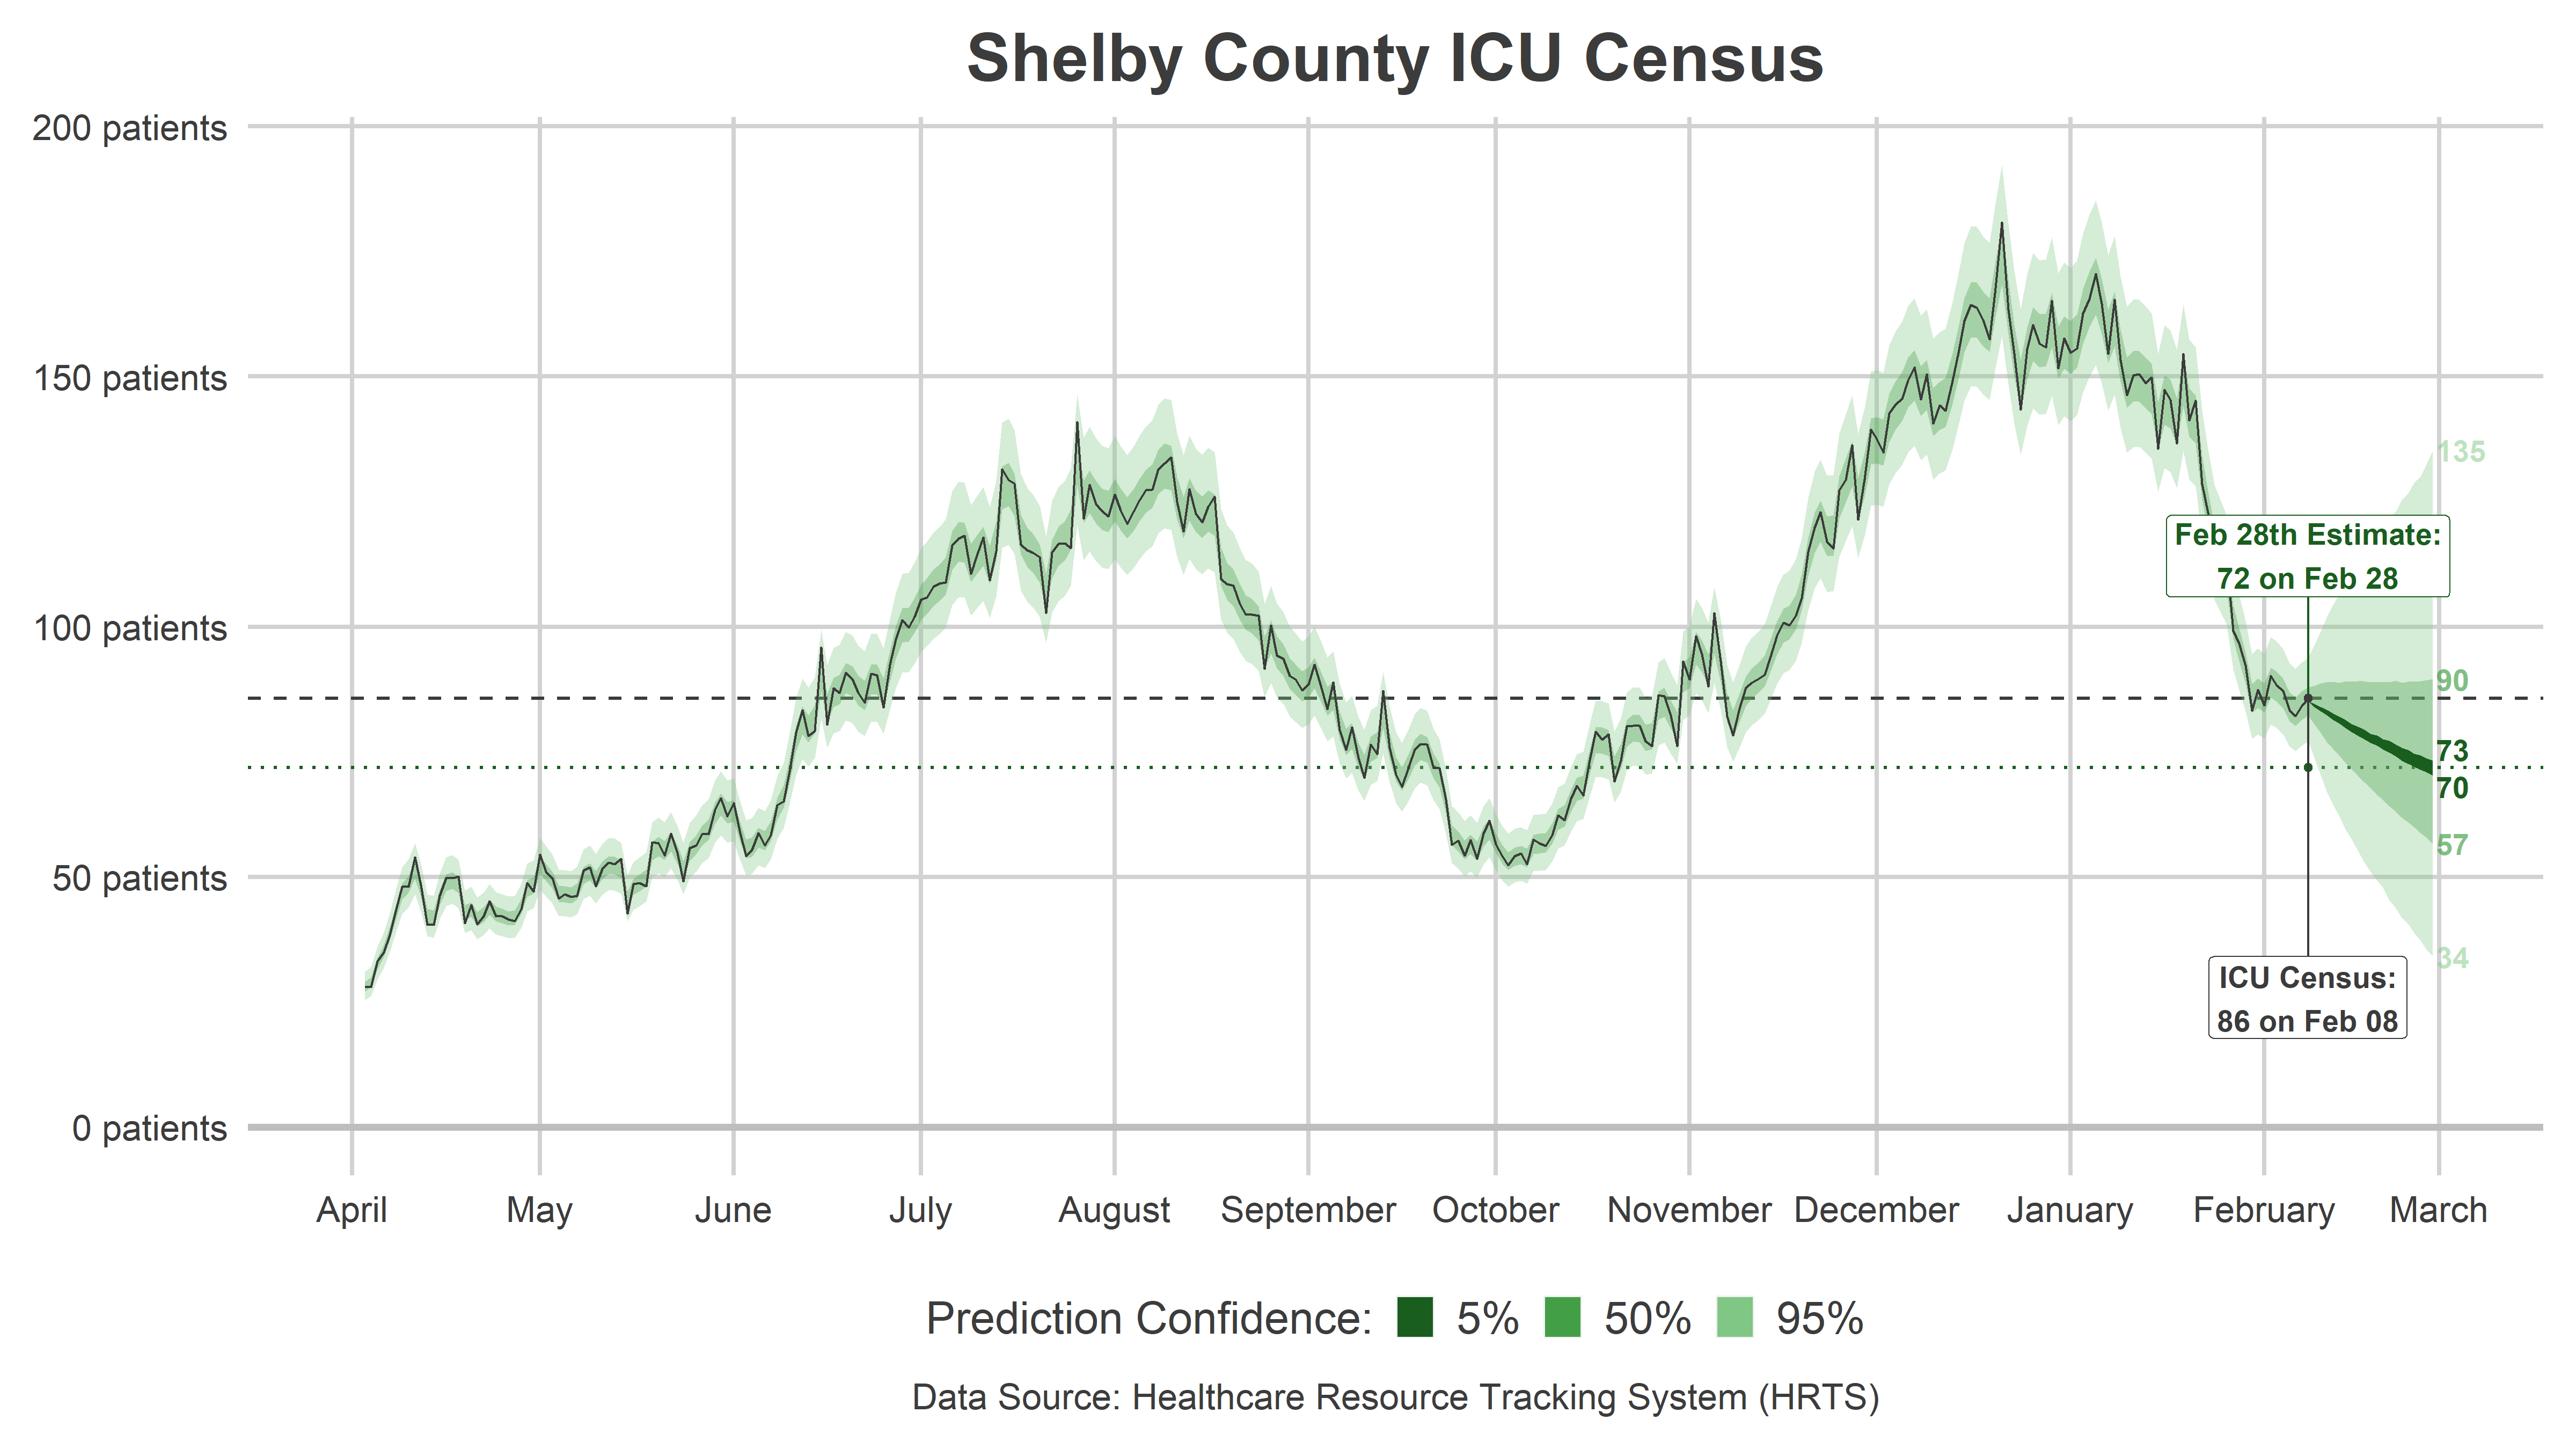 Shelby County ICU Census
200 patients
150 patients
100 patients
50 patients
0 patients
135
Feb 28th Estimate:
72 on Feb 28
90
73
70
57
34
ICU Census:
86 on Feb 08
April May June July August September October November December January February March
Prediction Confidence: 5% 50% 95%
Data Source: Healthcare Resource Tracking System (HRTS)